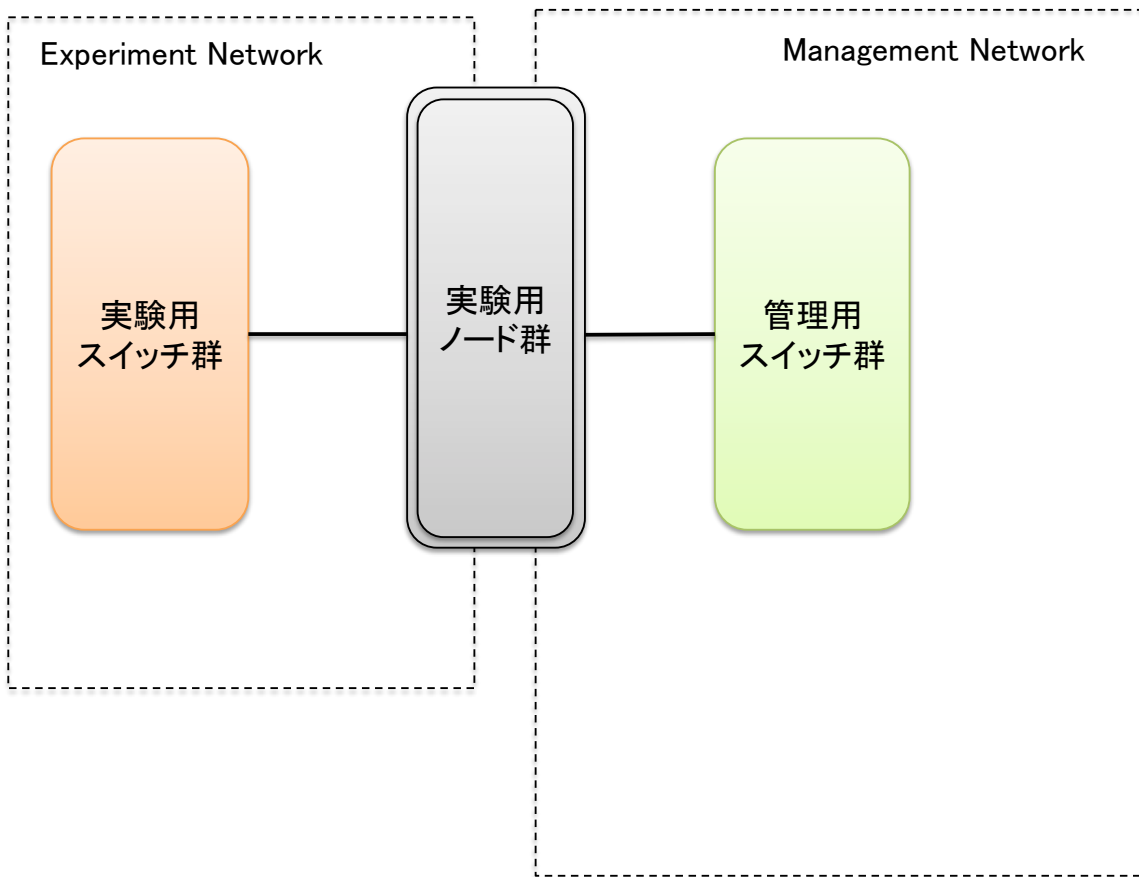 Experiment Network
Management Network
実験用
スイッチ群
実験用
ノード群
管理用
スイッチ群